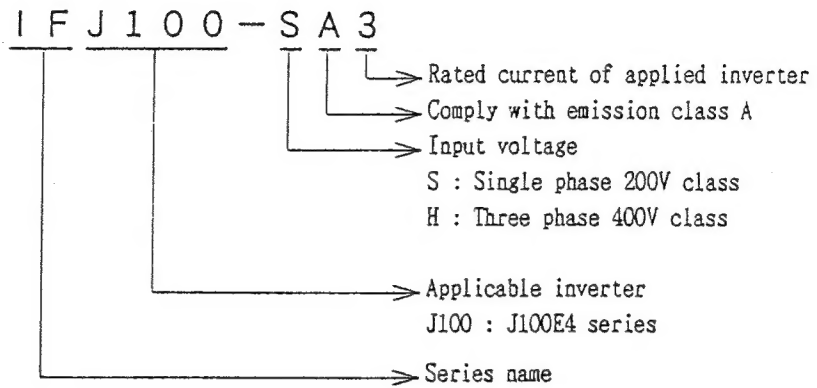 IFJ100-SA3
Rated current of applied inverter
Comply with emission class A
Input voltage
S : Single phase 200V class
H : Three phase 400V class
Applicable inverter
J100 : J100E4 series
Series name